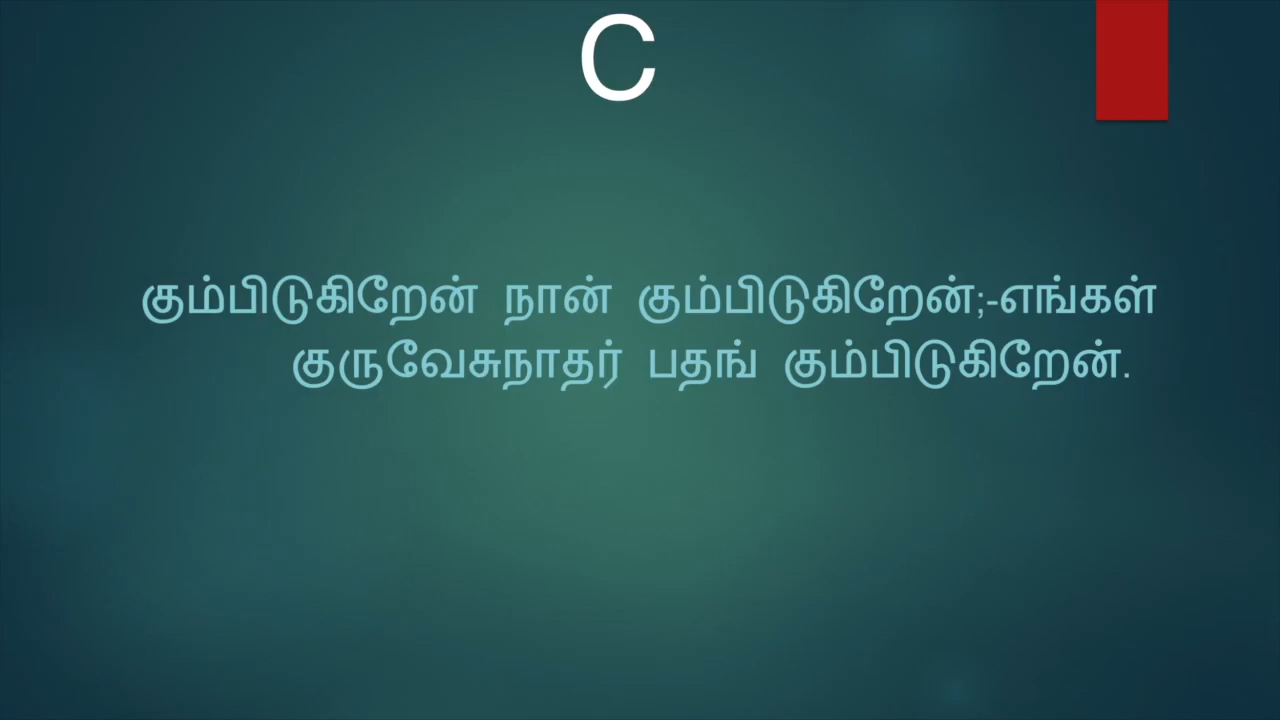 C
கும்பிடுகிறேன் நான் கும்பிடுகிறேன்;-எங்கள்
குருவேசுநாதர் பதங் கும்பிடுகிறேன்.